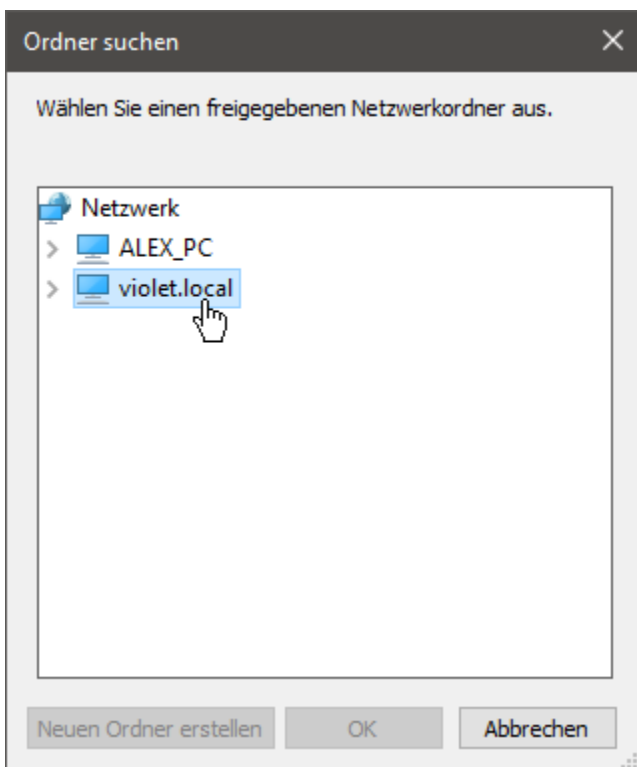 Ordner suchen
Wählen Sie einen freigegebenen Netzwerkordner aus.
Netzwerk
ALEX_PC
violet.local
Neuen Ordner erstellen OK Abbrechen